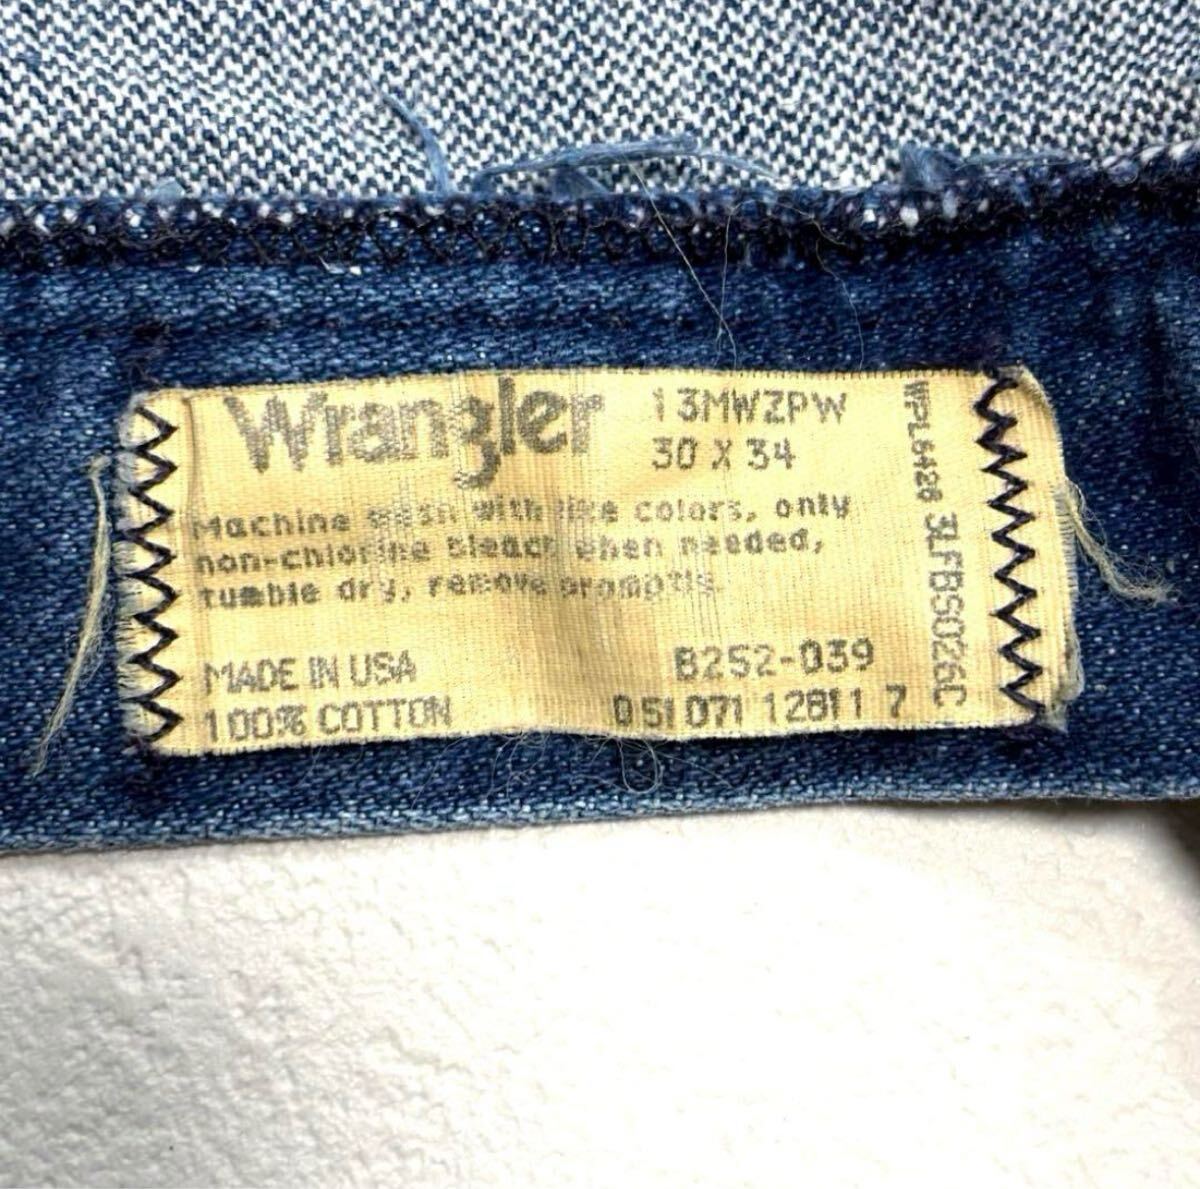 Wrangler
13MWZPW
30 X 34
Machine wash with like colors, only
non-chlorine bleach when needed,
tumble dry, remove promptly.
MADE IN USA
100% COTTON
B252-039
0 51071 12811 7
WPL6426 3LFBS026C